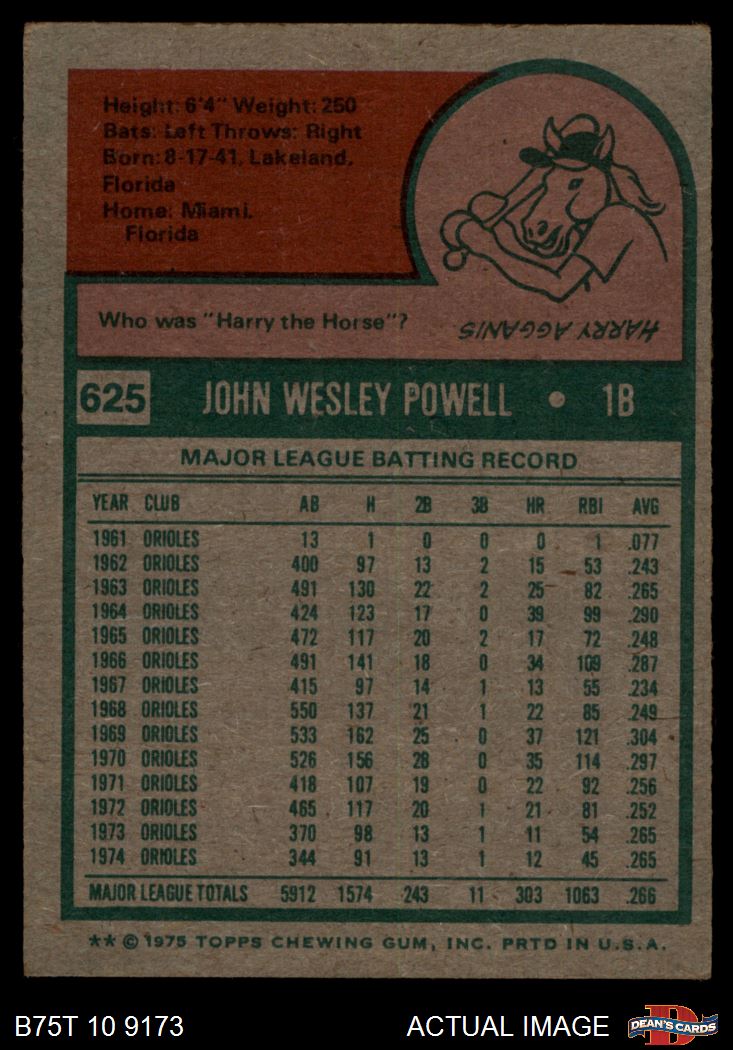 Height: 6'4" Weight: 250
Bats: Left Throws: Right
Born: 8-17-41, Lakeland,
Florida
Home: Miami,
Florida
Who was "Harry the Horse"?
HARRY AGGANIS
625 JOHN WESLEY POWELL • 1B
MAJOR LEAGUE BATTING RECORD
YEAR CLUB AB H 2B 3B HR RBI AVG
1961 ORIOLES 13 1 0 0 0 1 .077
1962 ORIOLES 400 97 13 2 15 53 .243
1963 ORIOLES 491 130 22 2 25 82 .265
1964 ORIOLES 424 123 17 0 39 99 .290
1965 ORIOLES 472 117 20 2 17 72 .248
1966 ORIOLES 491 141 18 0 34 109 .287
1967 ORIOLES 415 97 14 1 13 55 .234
1968 ORIOLES 550 137 21 1 22 85 .249
1969 ORIOLES 533 162 25 0 37 121 .304
1970 ORIOLES 526 156 28 0 35 114 .297
1971 ORIOLES 418 107 19 0 22 92 .256
1972 ORIOLES 465 117 20 1 21 81 .252
1973 ORIOLES 370 98 13 1 11 54 .265
1974 ORIOLES 344 91 13 1 12 45 .265
MAJOR LEAGUE TOTALS 5912 1574 243 11 303 1063 .266
** © 1975 TOPPS CHEWING GUM, INC. PRTD IN U.S.A.
B75T 10 9173 ACTUAL IMAGE D DEAN'S CARDS